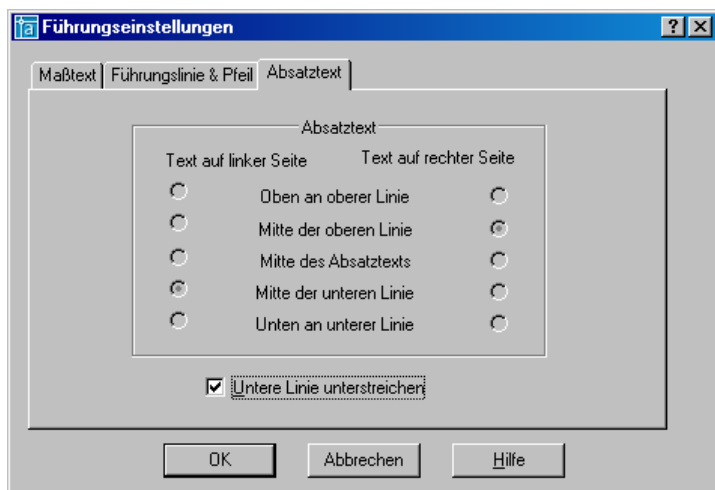 Führungseinstellungen
Maßtext Führungslinie & Pfeil Absatztext
Absatztext
Text auf linker Seite Text auf rechter Seite
Oben an oberer Linie
Mitte der oberen Linie
Mitte des Absatztexts
Mitte der unteren Linie
Unten an unterer Linie
Untere Linie unterstreichen
OK Abbrechen Hilfe